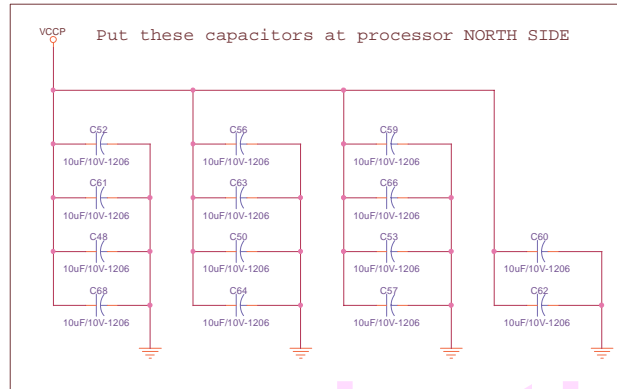 VCCP
Put these capacitors at processor NORTH SIDE
C52
10uF/10V-1206
C56
10uF/10V-1206
C59
10uF/10V-1206
C61
10uF/10V-1206
C63
10uF/10V-1206
C66
10uF/10V-1206
C48
10uF/10V-1206
C50
10uF/10V-1206
C53
10uF/10V-1206
C60
10uF/10V-1206
C68
10uF/10V-1206
C64
10uF/10V-1206
C57
10uF/10V-1206
C62
10uF/10V-1206